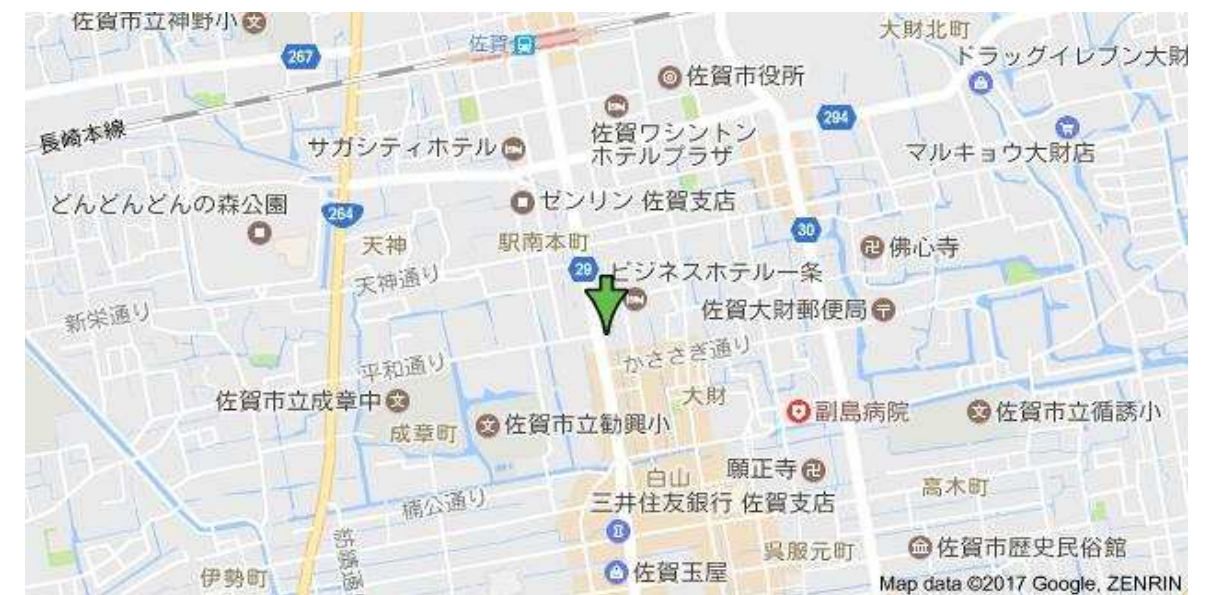 佐賀市立神野小
267
佐賀
大財北町
ドラッグイレブン大財
佐賀市役所
294
長崎本線
サガシティホテル
佐賀ワシントン
ホテルプラザ
マルキョウ大財店
どんどんどんの森公園
264
ゼンリン 佐賀支店
天神
駅南本町
30
佛心寺
天神通り
29
ビジネスホテル一条
新栄通り
佐賀大財郵便局
平和通り
かささぎ通り
佐賀市立成章中
大財
成章町
佐賀市立勧興小
副島病院
佐賀市立循誘小
白山
願正寺
高木町
楠公通り
三井住友銀行 佐賀支店
呉服元町
佐賀市歴史民俗館
伊勢町
佐賀玉屋
Map data ©2017 Google, ZENRIN